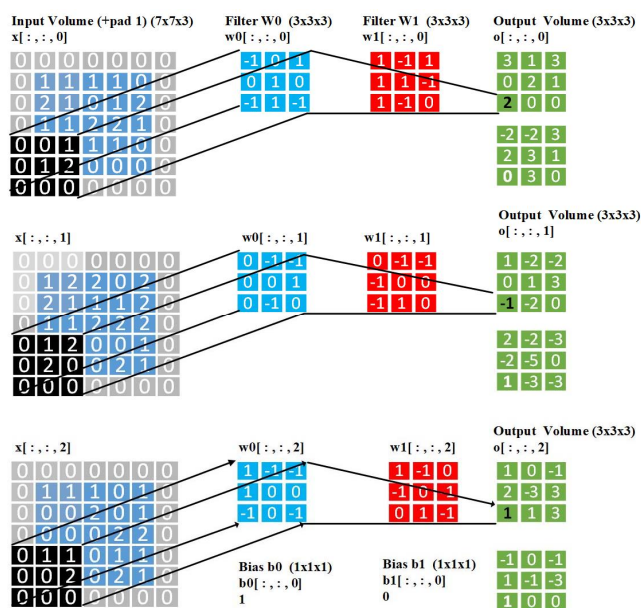 Input Volume (+pad 1) (7x7x3)
x[ : , : , 0]
0 0 0 0 0 0 0
0 1 1 1 1 0 0
0 2 1 0 1 2 0
0 1 1 2 2 1 0
0 0 1 1 1 0 0
0 1 2 0 0 0 0
0 0 0 0 0 0 0
Filter W0 (3x3x3)
w0[ : , : , 0]
-1 0 1
0 1 0
-1 1 -1
Filter W1 (3x3x3)
w1[ : , : , 0]
1 -1 1
1 1 -1
1 -1 0
Output Volume (3x3x3)
o[ : , : , 0]
3 1 3
0 2 1
2 0 0
-2 -2 3
2 3 1
0 3 0
x[ : , : , 1]
0 0 0 0 0 0 0
0 1 2 2 0 2 0
0 2 1 1 1 2 0
0 1 1 2 2 2 0
0 1 2 0 0 1 0
0 2 0 0 2 1 0
0 0 0 0 0 0 0
w0[ : , : , 1]
0 -1 -1
0 0 1
0 -1 0
w1[ : , : , 1]
0 -1 -1
-1 0 0
-1 1 0
Output Volume (3x3x3)
o[ : , : , 1]
1 -2 -2
0 1 3
-1 -2 0
2 -2 -3
-2 -5 0
1 -3 -3
x[ : , : , 2]
0 0 0 0 0 0 0
0 1 1 1 0 1 0
0 0 0 2 0 1 0
0 0 0 2 2 0
0 1 1 0 1 1 0
0 0 2 0 2 1 0
0 0 0 0 0 0 0
w0[ : , : , 2]
1 -1 -1
1 0 0
-1 0 -1
w1[ : , : , 2]
1 -1 0
-1 0 1
0 1 -1
Output Volume (3x3x3)
o[ : , : , 2]
1 0 -1
2 -3 3
1 1 3
-1 0 -1
1 -1 -3
1 0 0
Bias b0 (1x1x1)
b0[ : , : , 0]
1
Bias b1 (1x1x1)
b1[ : , : , 0]
0